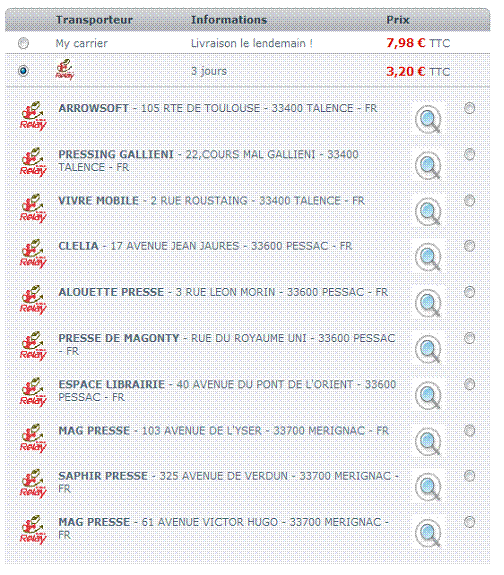 Transporteur Informations Prix
My carrier Livraison le lendemain ! 7,98 € TTC
Relay 3 jours 3,20 € TTC
Relay ARROWSOFT - 105 RTE DE TOULOUSE - 33400 TALENCE - FR
Relay PRESSING GALLIENI - 22,COURS MAL GALLIENI - 33400
TALENCE - FR
Relay VIVRE MOBILE - 2 RUE ROUSTAING - 33400 TALENCE - FR
Relay CLELIA - 17 AVENUE JEAN JAURES - 33600 PESSAC - FR
Relay ALOUETTE PRESSE - 3 RUE LEON MORIN - 33600 PESSAC - FR
Relay PRESSE DE MAGONTY - RUE DU ROYAUME UNI - 33600 PESSAC
- FR
Relay ESPACE LIBRAIRIE - 40 AVENUE DU PONT DE L'ORIENT - 33600
PESSAC - FR
Relay MAG PRESSE - 103 AVENUE DE L'YSER - 33700 MERIGNAC - FR
Relay SAPHIR PRESSE - 325 AVENUE DE VERDUN - 33700 MERIGNAC -
FR
Relay MAG PRESSE - 61 AVENUE VICTOR HUGO - 33700 MERIGNAC -
FR